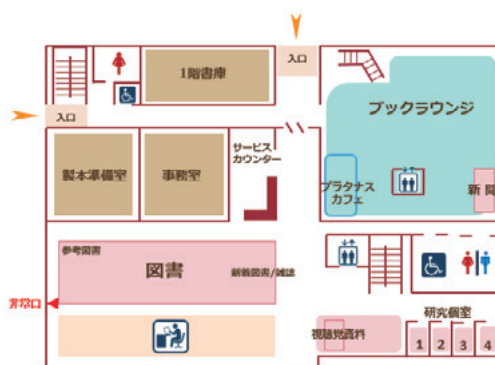 入口
1階書庫
入口
ブックラウンジ
サービス
カウンター
製本準備室
事務室
プラタナス
カフェ
新聞
参考図書
図書
新着図書/雑誌
非常口
研究個室
視聴覚資料
1
2
3
4